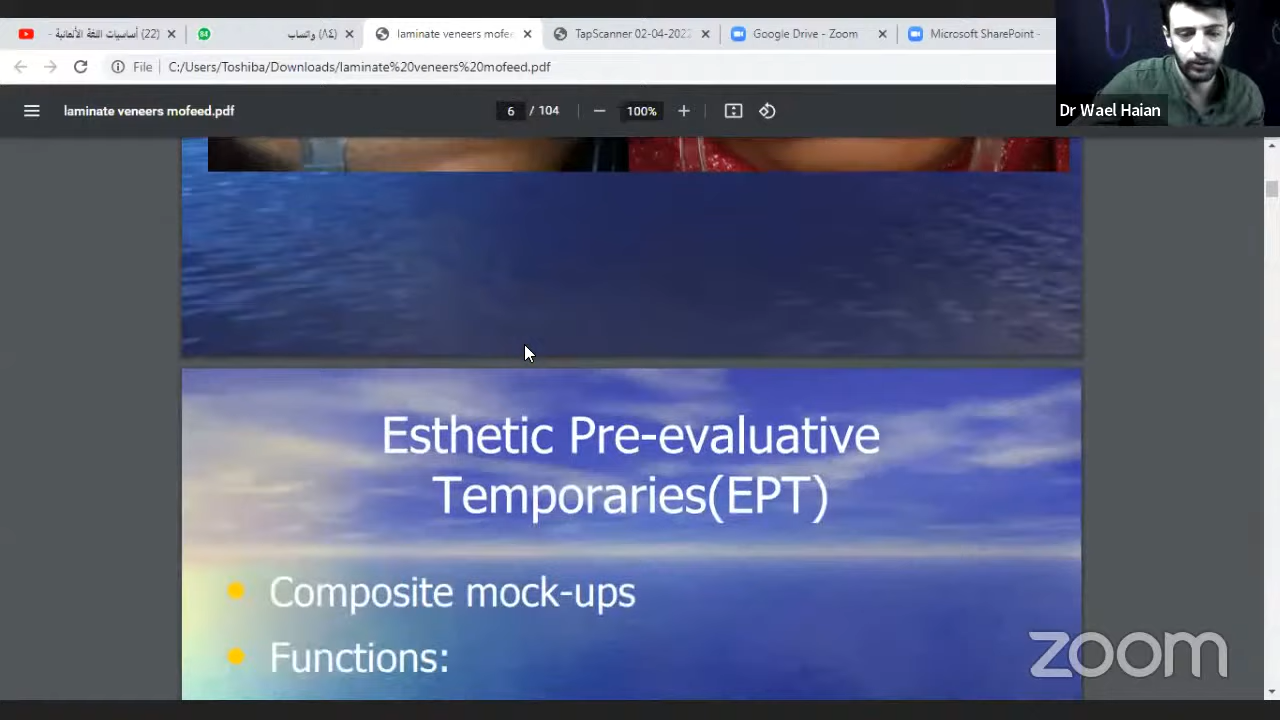 (22) أساسيات اللغة الألمانية -
(٨٤) واتساب
laminate veneers mofe
TapScanner 02-04-202
Google Drive - Zoom
Microsoft SharePoint -
File
C:/Users/Toshiba/Downloads/laminate%20veneers%20mofeed.pdf
laminate veneers mofeed.pdf
6 / 104
100%
Dr Wael Haian
Esthetic Pre-evaluative
Temporaries(EPT)
Composite mock-ups
Functions:
zoom